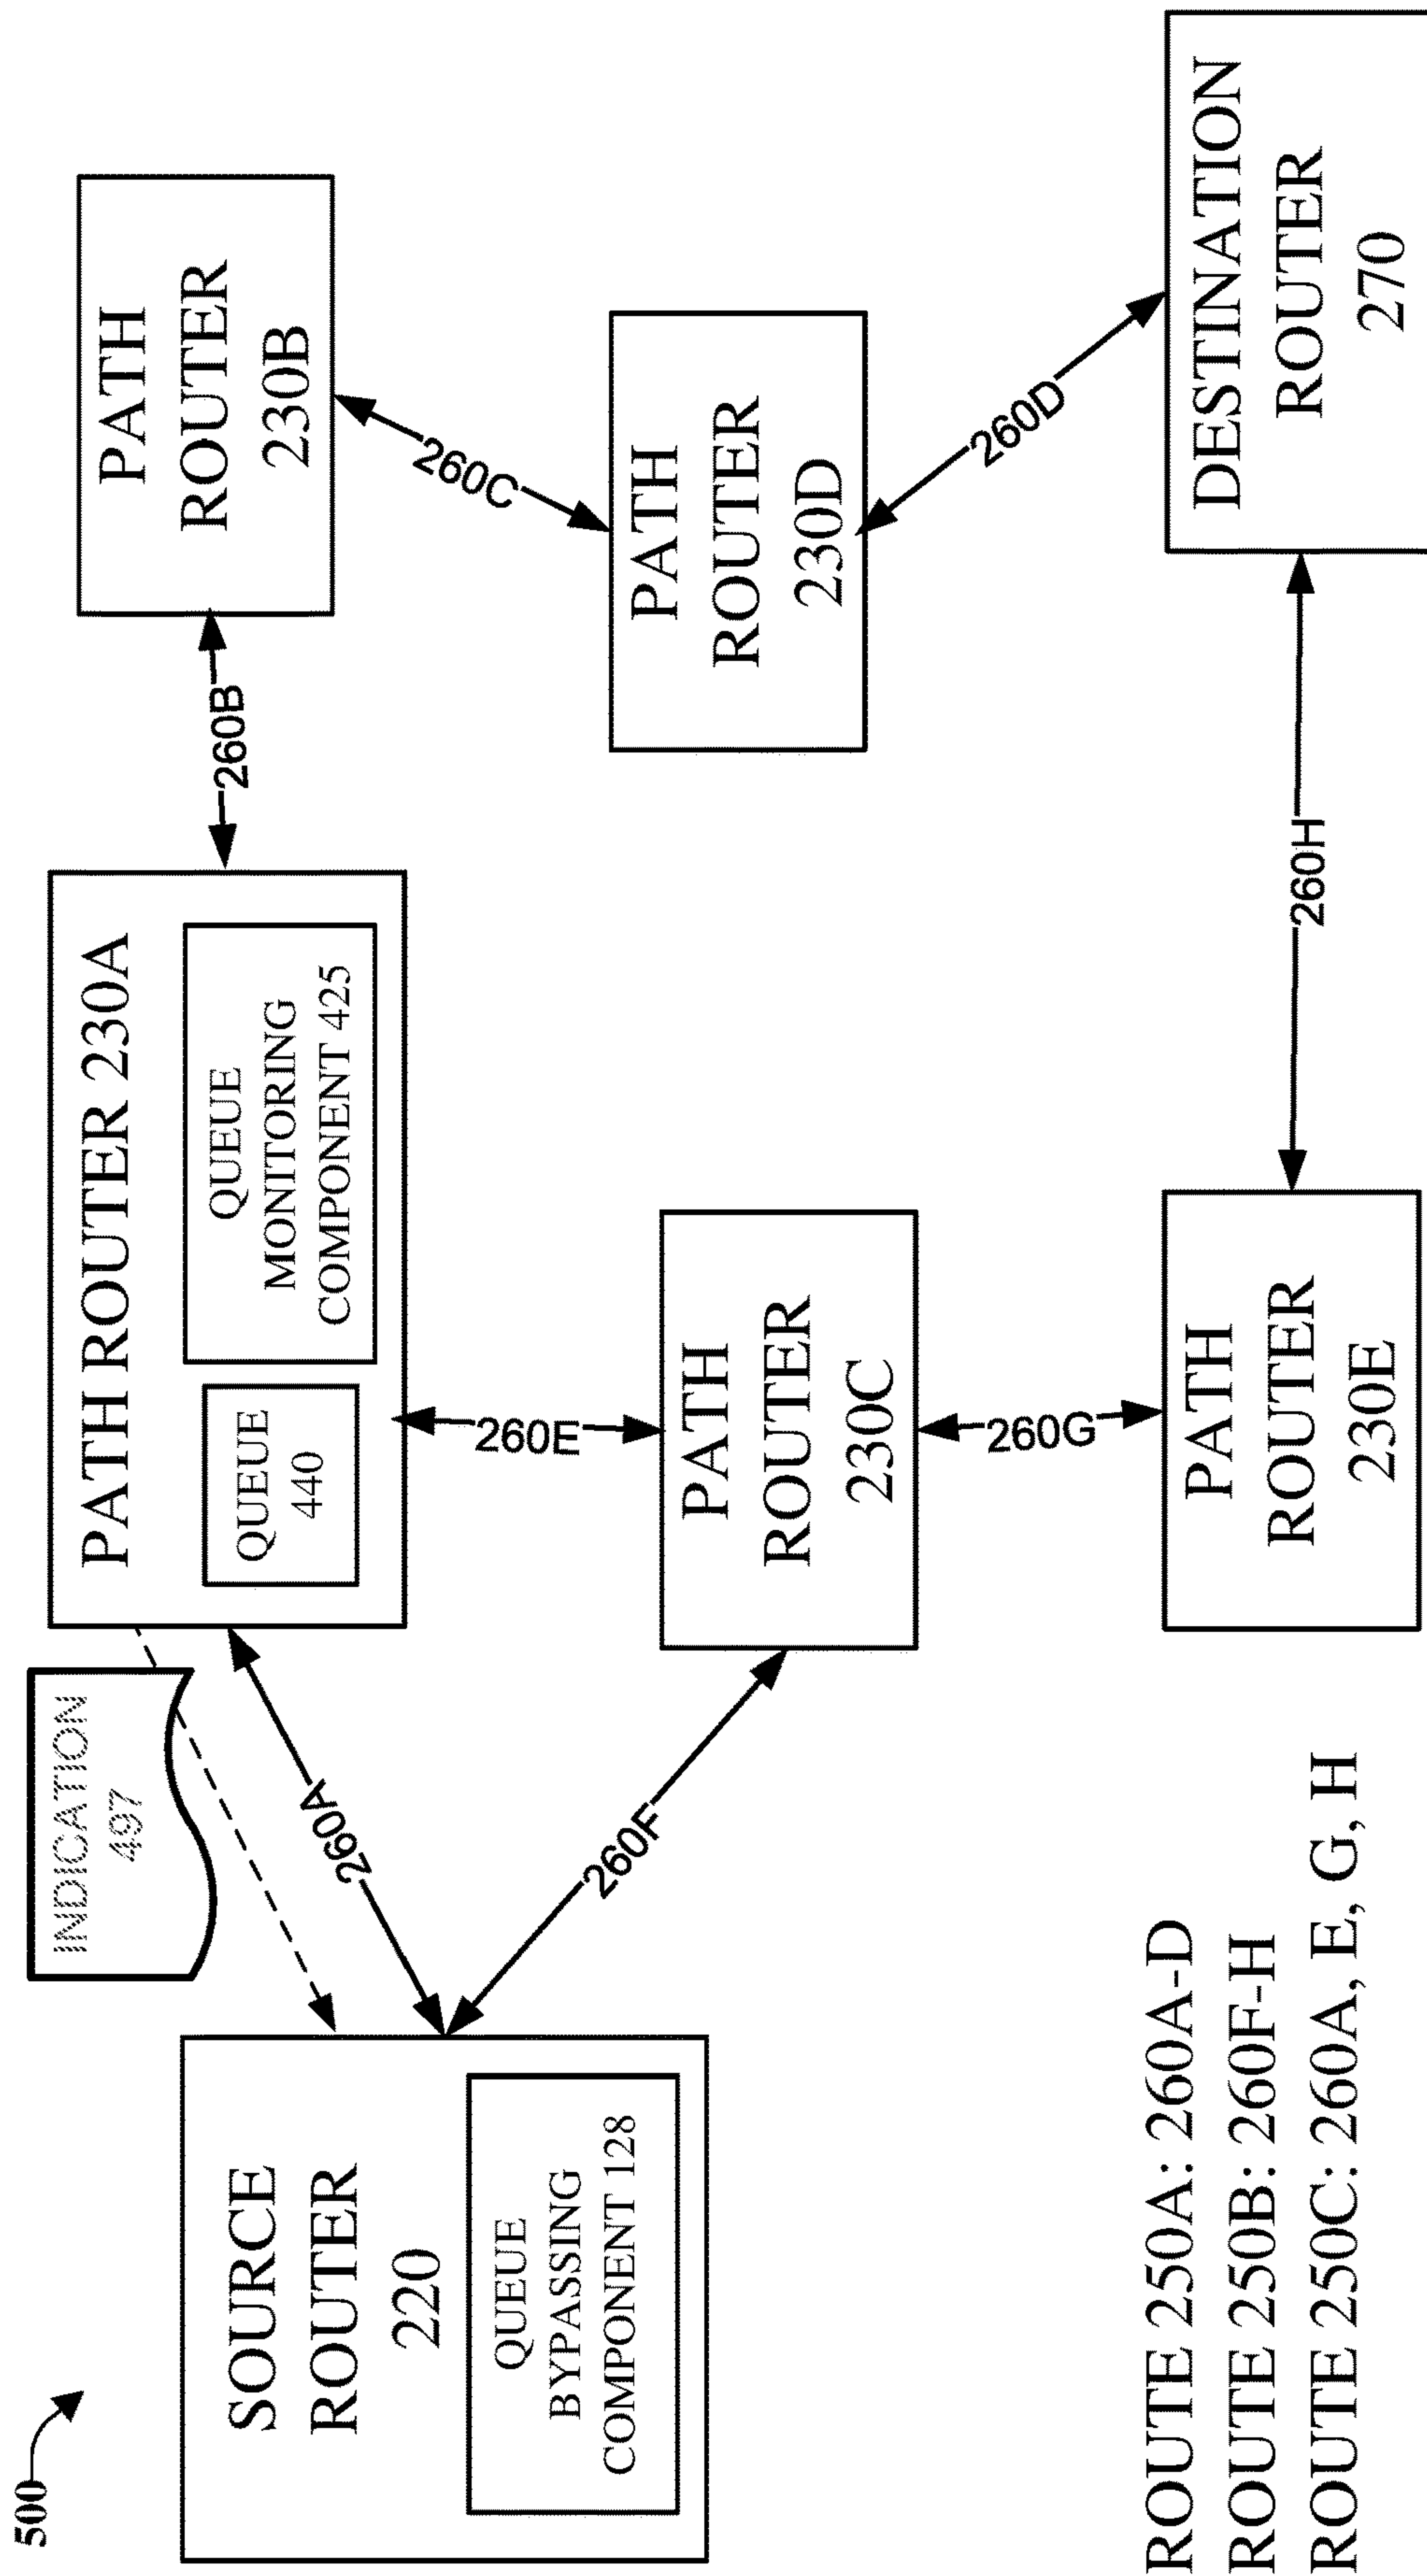 500
INDICATION
497
PATH ROUTER 230A
QUEUE
440
QUEUE
MONITORING
COMPONENT 425
260B
PATH
ROUTER
230B
260A
260E
260C
SOURCE
ROUTER
220
QUEUE
BYPASSING
COMPONENT 128
260F
PATH
ROUTER
230C
PATH
ROUTER
230D
260G
260D
PATH
ROUTER
230E
260H
DESTINATION
ROUTER
270
ROUTE 250A: 260A-D
ROUTE 250B: 260F-H
ROUTE 250C: 260A, E, G, H